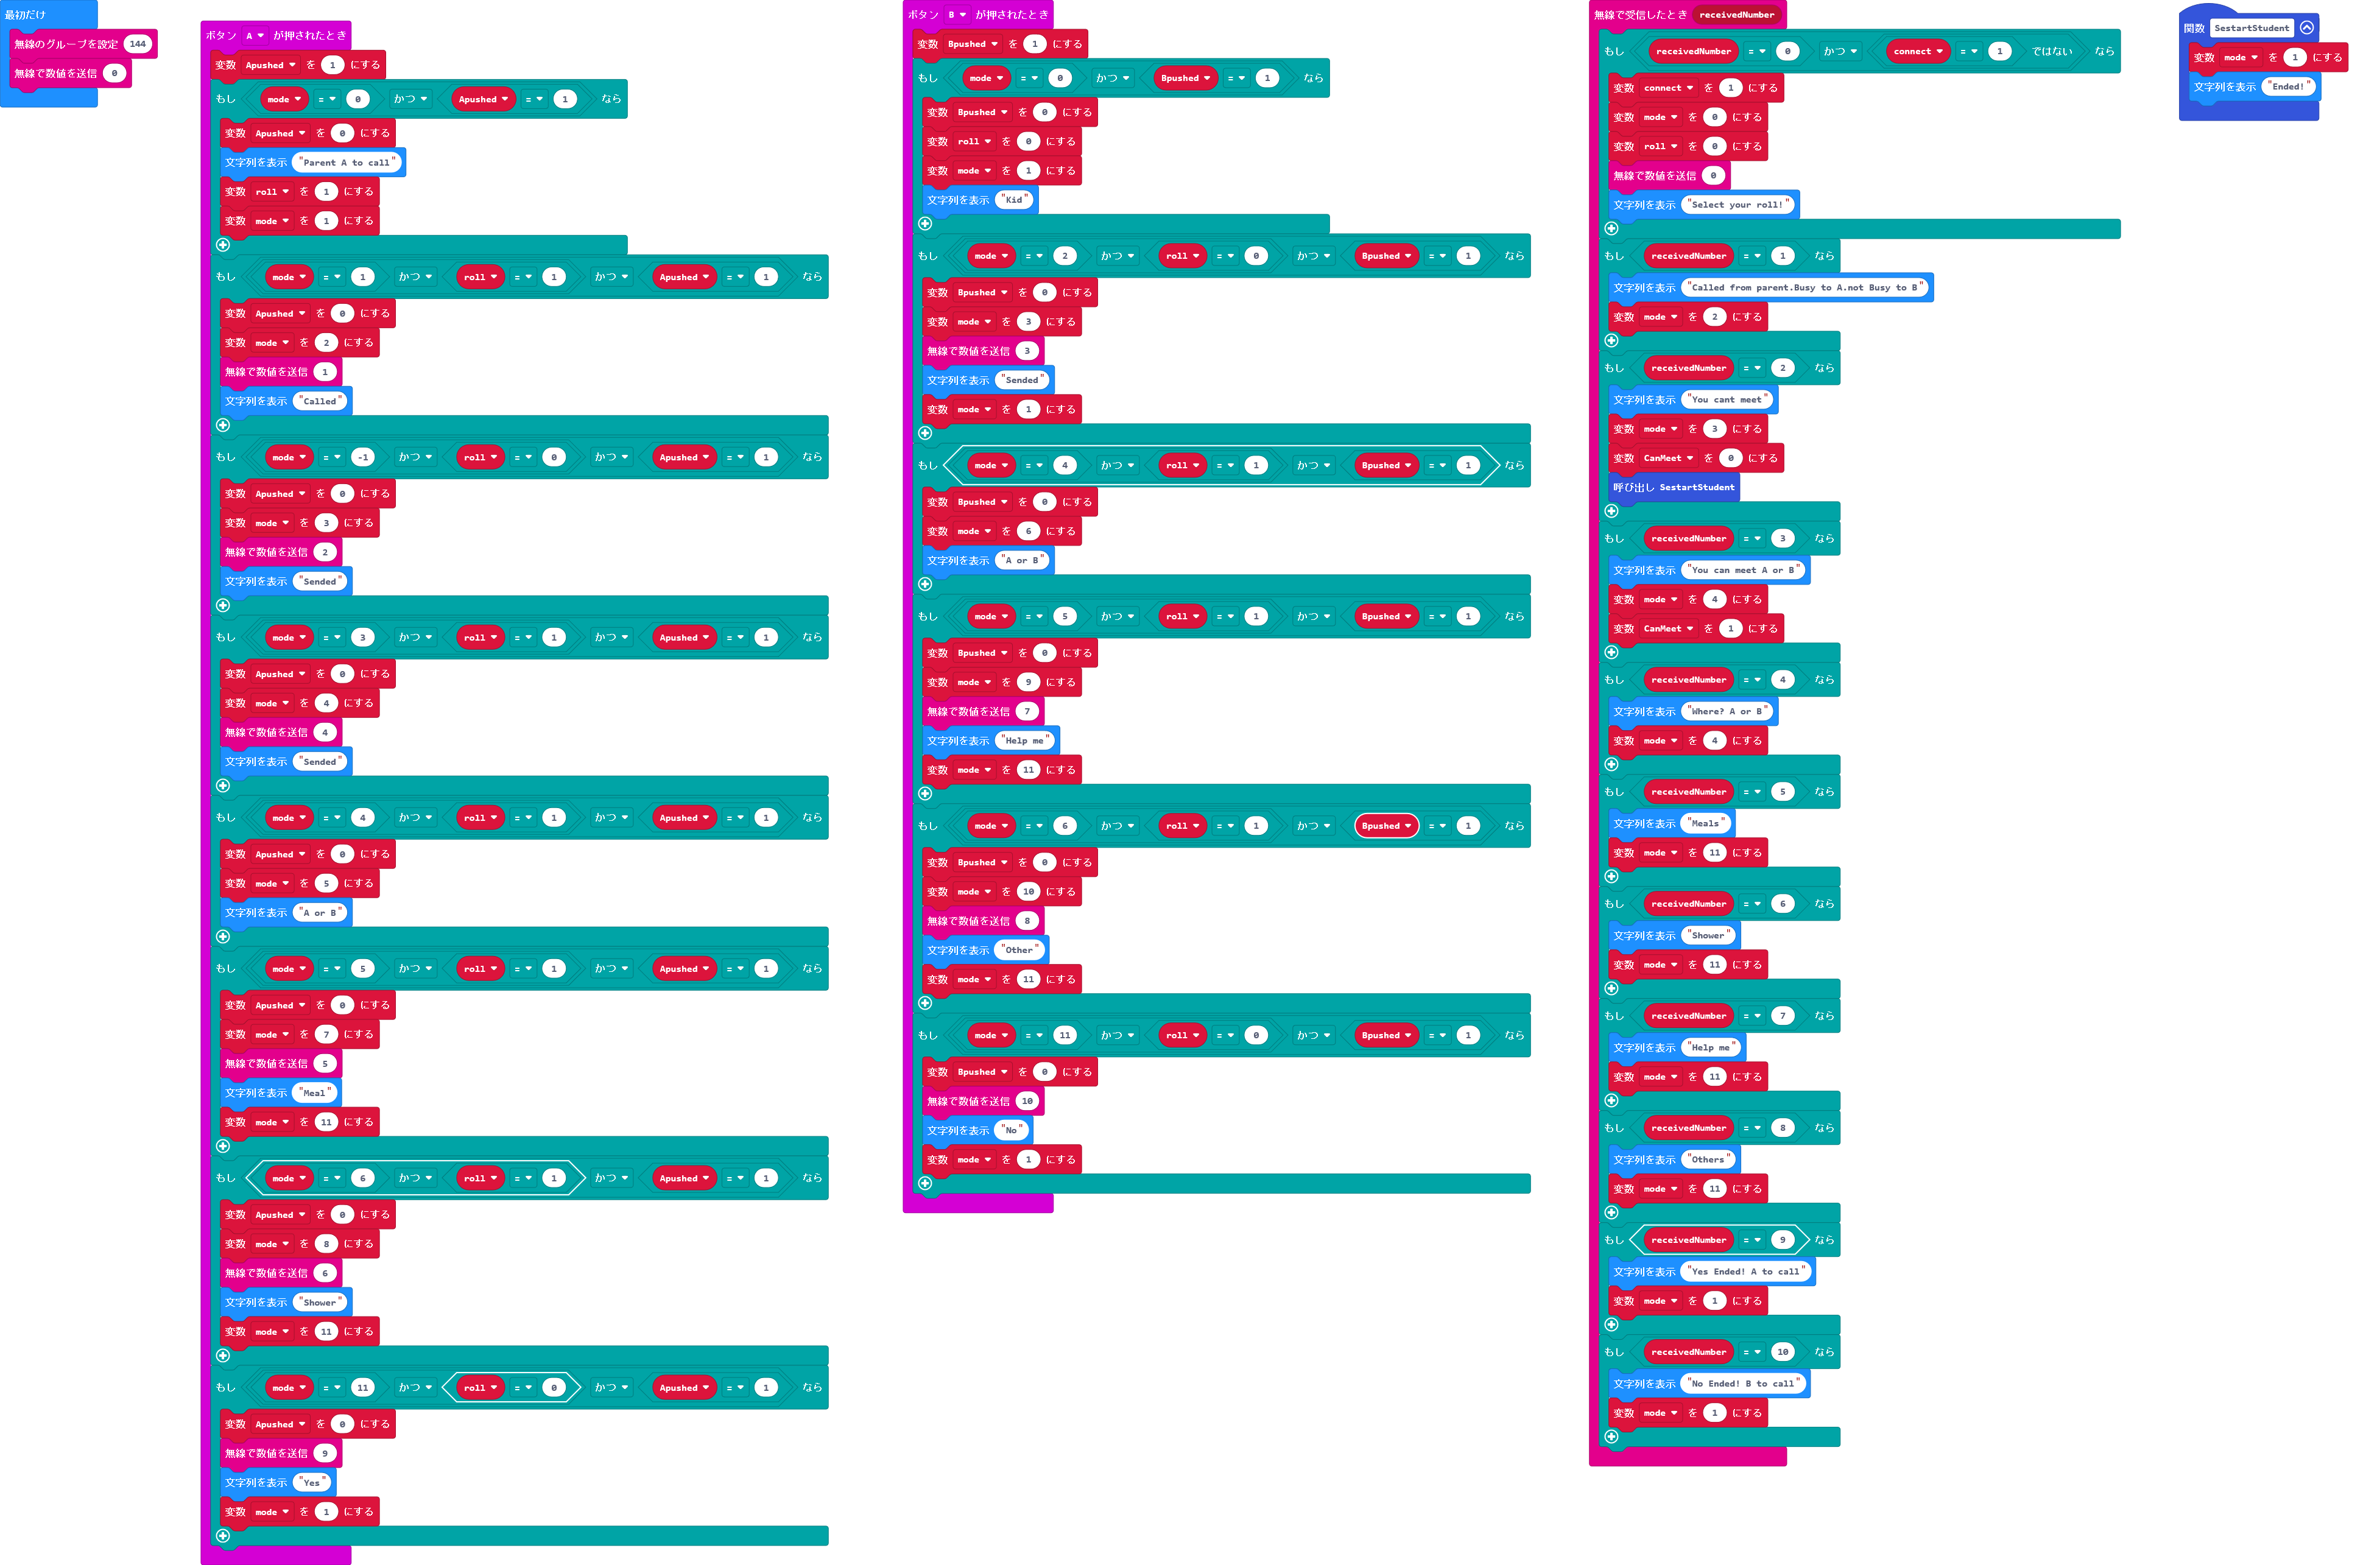 最初だけ
無線のグループを設定 144
無線で数値を送信 0
ボタン A が押されたとき
変数 Apushed を 1 にする
もし mode = 0 かつ Apushed = 1 なら
変数 Apushed を 0 にする
文字列を表示 "Parent A to call"
変数 roll を 1 にする
変数 mode を 1 にする
もし mode = 1 かつ roll = 1 かつ Apushed = 1 なら
変数 Apushed を 0 にする
変数 mode を 2 にする
無線で数値を送信 1
文字列を表示 "Called"
もし mode = -1 かつ roll = 0 かつ Apushed = 1 なら
変数 Apushed を 0 にする
変数 mode を 3 にする
無線で数値を送信 2
文字列を表示 "Sended"
もし mode = 3 かつ roll = 1 かつ Apushed = 1 なら
変数 Apushed を 0 にする
変数 mode を 4 にする
無線で数値を送信 4
文字列を表示 "Sended"
もし mode = 4 かつ roll = 1 かつ Apushed = 1 なら
変数 Apushed を 0 にする
変数 mode を 5 にする
文字列を表示 "A or B"
もし mode = 5 かつ roll = 1 かつ Apushed = 1 なら
変数 Apushed を 0 にする
変数 mode を 7 にする
無線で数値を送信 5
文字列を表示 "Meal"
変数 mode を 11 にする
もし mode = 6 かつ roll = 1 かつ Apushed = 1 なら
変数 Apushed を 0 にする
変数 mode を 8 にする
無線で数値を送信 6
文字列を表示 "Shower"
変数 mode を 11 にする
もし mode = 11 かつ roll = 0 かつ Apushed = 1 なら
変数 Apushed を 0 にする
無線で数値を送信 9
文字列を表示 "Yes"
変数 mode を 1 にする
ボタン B が押されたとき
変数 Bpushed を 1 にする
もし mode = 0 かつ Bpushed = 1 なら
変数 Bpushed を 0 にする
変数 roll を 0 にする
変数 mode を 1 にする
文字列を表示 "Kid"
もし mode = 2 かつ roll = 0 かつ Bpushed = 1 なら
変数 Bpushed を 0 にする
変数 mode を 3 にする
無線で数値を送信 3
文字列を表示 "Sended"
変数 mode を 1 にする
もし mode = 4 かつ roll = 1 かつ Bpushed = 1 なら
変数 Bpushed を 0 にする
変数 mode を 6 にする
文字列を表示 "A or B"
もし mode = 5 かつ roll = 1 かつ Bpushed = 1 なら
変数 Bpushed を 0 にする
変数 mode を 9 にする
無線で数値を送信 7
文字列を表示 "Help me"
変数 mode を 11 にする
もし mode = 6 かつ roll = 1 かつ Bpushed = 1 なら
変数 Bpushed を 0 にする
変数 mode を 10 にする
無線で数値を送信 8
文字列を表示 "Other"
変数 mode を 11 にする
もし mode = 11 かつ roll = 0 かつ Bpushed = 1 なら
変数 Bpushed を 0 にする
無線で数値を送信 10
文字列を表示 "No"
変数 mode を 1 にする
無線で受信したとき receivedNumber
もし receivedNumber = 0 かつ connect = 1 ではない なら
変数 connect を 1 にする
変数 mode を 0 にする
変数 roll を 0 にする
無線で数値を送信 0
文字列を表示 "Select your roll!"
もし receivedNumber = 1 なら
文字列を表示 "Called from parent.Busy to A.not Busy to B"
変数 mode を 2 にする
もし receivedNumber = 2 なら
文字列を表示 "You cant meet"
変数 mode を 3 にする
変数 CanMeet を 0 にする
呼び出し SestartStudent
もし receivedNumber = 3 なら
文字列を表示 "You can meet A or B"
変数 mode を 4 にする
変数 CanMeet を 1 にする
もし receivedNumber = 4 なら
文字列を表示 "Where? A or B"
変数 mode を 4 にする
もし receivedNumber = 5 なら
文字列を表示 "Meals"
変数 mode を 11 にする
もし receivedNumber = 6 なら
文字列を表示 "Shower"
変数 mode を 11 にする
もし receivedNumber = 7 なら
文字列を表示 "Help me"
変数 mode を 11 にする
もし receivedNumber = 8 なら
文字列を表示 "Others"
変数 mode を 11 にする
もし receivedNumber = 9 なら
文字列を表示 "Yes Ended! A to call"
変数 mode を 1 にする
もし receivedNumber = 10 なら
文字列を表示 "No Ended! B to call"
変数 mode を 1 にする
関数 SestartStudent
変数 mode を 1 にする
文字列を表示 "Ended!"